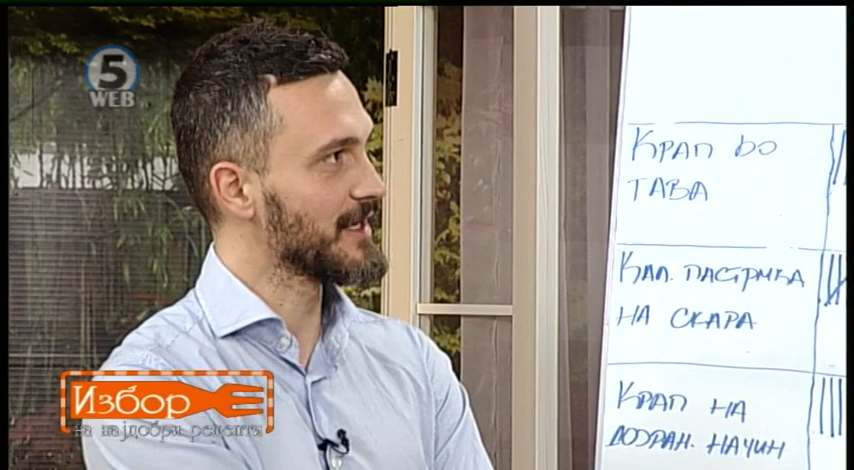 5
WEB
КРАП ВО
ТАВА
КАЛ. ПАСТРМКА
НА СКАРА
КРАП НА
ДОЈРАН. НАЧИН
Избор
на најдобри рецепти